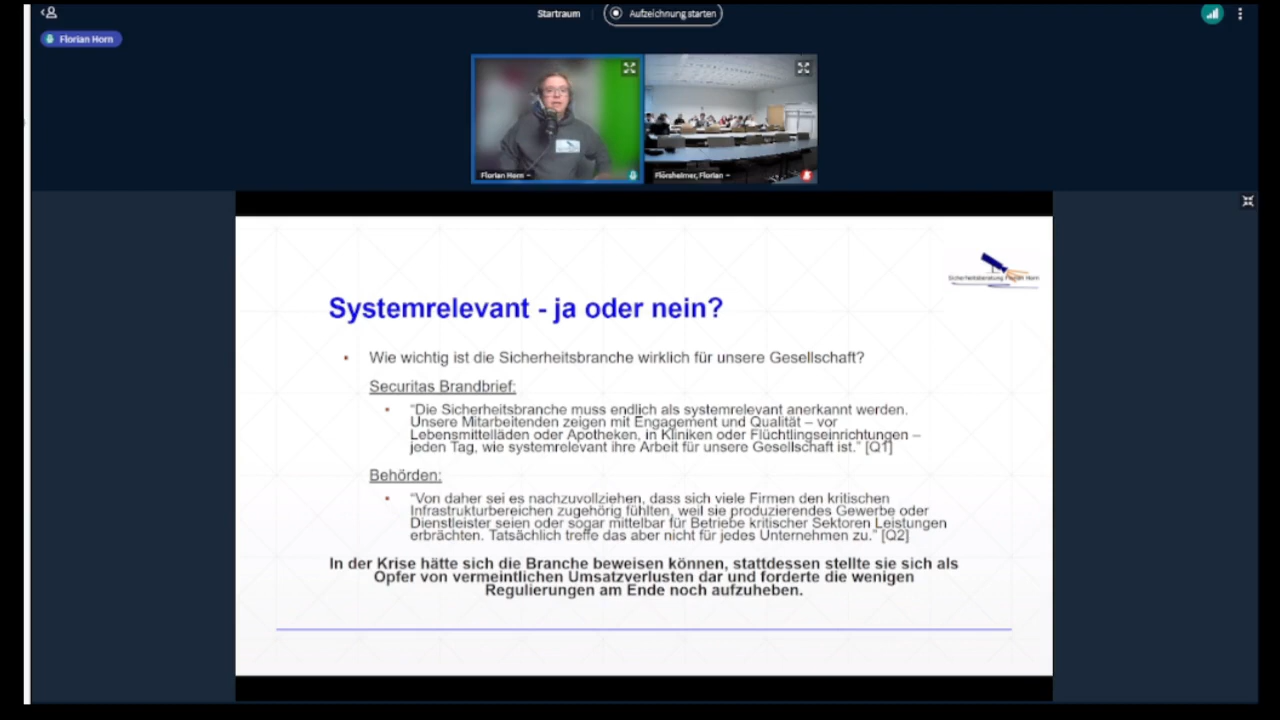 Startraum
Aufzeichnung starten
Florian Horn
Florian Horn
Flörsheimer, Florian
Sicherheitsberatung Florian Horn
Systemrelevant - ja oder nein?
• Wie wichtig ist die Sicherheitsbranche wirklich für unsere Gesellschaft?
Securitas Brandbrief:
• “Die Sicherheitsbranche muss endlich als systemrelevant anerkannt werden.
Unsere Mitarbeitenden zeigen mit Engagement und Qualität – vor
Lebensmittelläden oder Apotheken, in Kliniken oder Flüchtlingseinrichtungen –
jeden Tag, wie systemrelevant ihre Arbeit für unsere Gesellschaft ist.” [Q1]
Behörden:
• “Von daher sei es nachzuvollziehen, dass sich viele Firmen den kritischen
Infrastrukturbereichen zugehörig fühlten, weil sie produzierendes Gewerbe oder
Dienstleister seien oder sogar mittelbar für Betriebe kritischer Sektoren Leistungen
erbrächten. Tatsächlich treffe das aber nicht für jedes Unternehmen zu.” [Q2]
In der Krise hätte sich die Branche beweisen können, stattdessen stellte sie sich als
Opfer von vermeintlichen Umsatzverlusten dar und forderte die wenigen
Regulierungen am Ende noch aufzuheben.